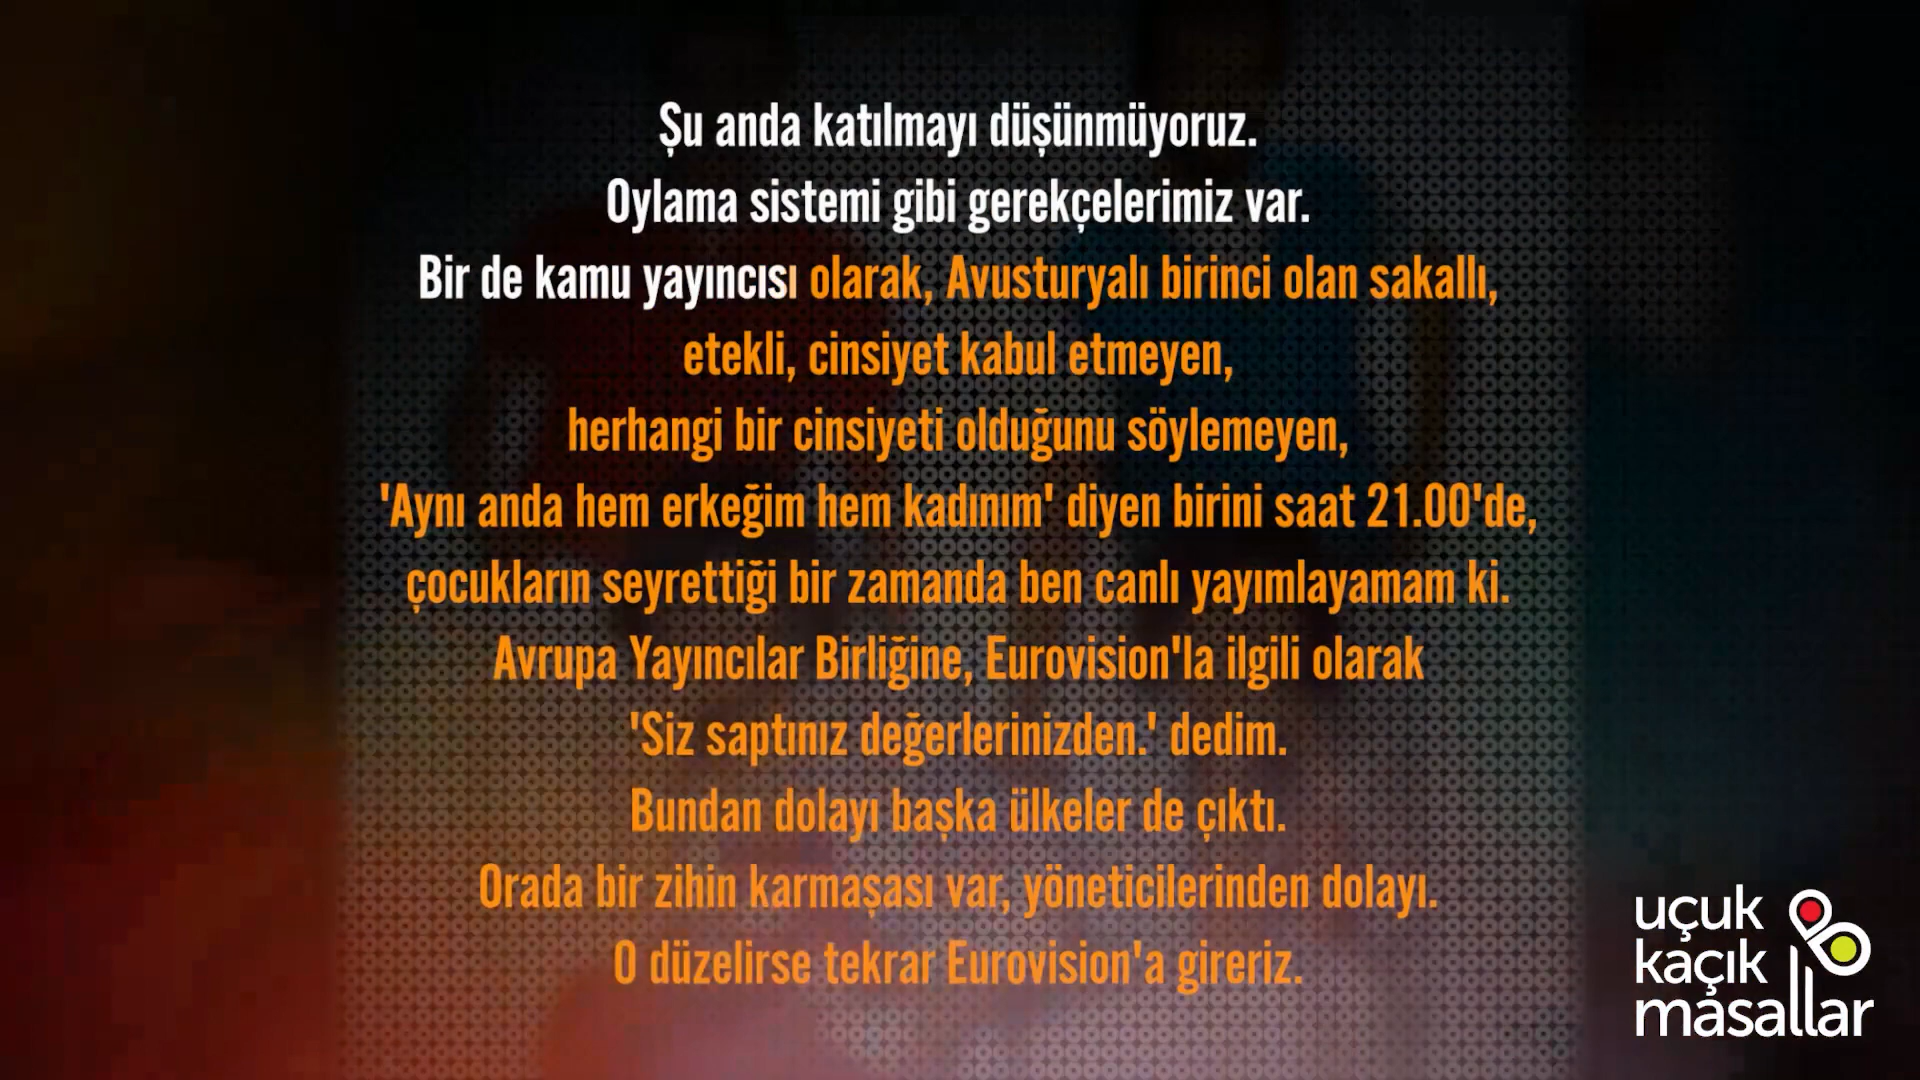 Şu anda katılmayı düşünmüyoruz.
Oylama sistemi gibi gerekçelerimiz var.
Bir de kamu yayıncısı olarak, Avusturyalı birinci olan sakallı,
etekli, cinsiyet kabul etmeyen,
herhangi bir cinsiyeti olduğunu söylemeyen,
'Aynı anda hem erkeğim hem kadınım' diyen birini saat 21.00'de,
çocukların seyrettiği bir zamanda ben canlı yayımlayamam ki.
Avrupa Yayıncılar Birliğine, Eurovision'la ilgili olarak
'Siz saptınız değerlerinizden.' dedim.
Bundan dolayı başka ülkeler de çıktı.
Orada bir zihin karmaşası var, yöneticilerinden dolayı.
O düzelirse tekrar Eurovision'a gireriz.
uçuk
kaçık
masallar